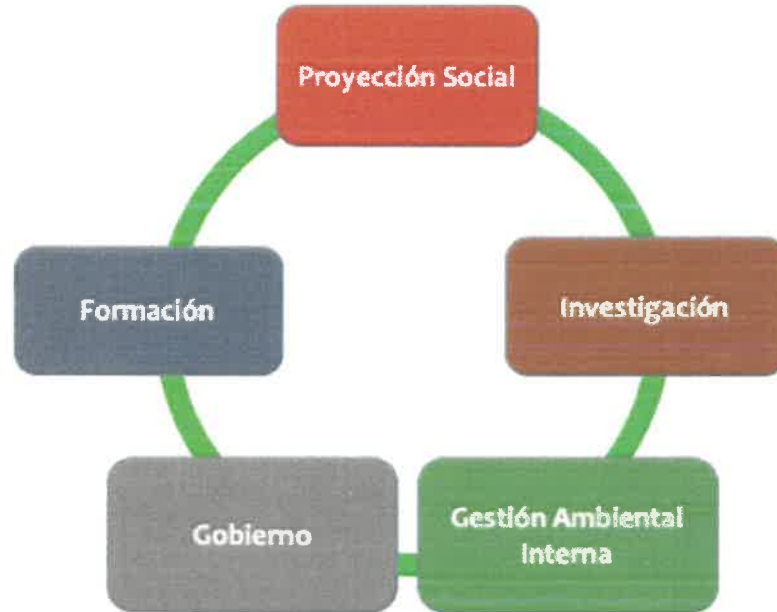 Proyección Social
Formación
Investigación
Gobierno
Gestión Ambiental
Interna